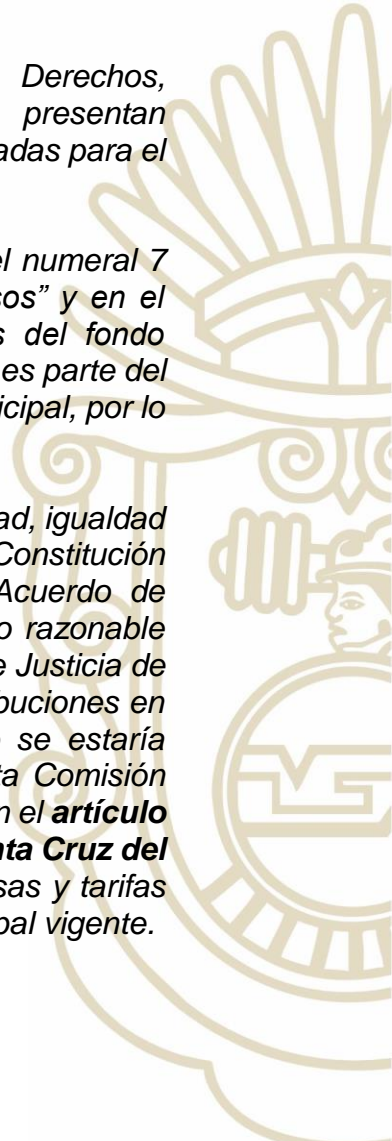 Derechos,
presentan
adas para el
el numeral 7
sos” y en el
s del fondo
es parte del
icipal, por lo
ad, igualdad
Constitución
Acuerdo de
o razonable
e Justicia de
buciones en
se estaría
ta Comisión
n el artículo
nta Cruz del
sas y tarifas
pal vigente.